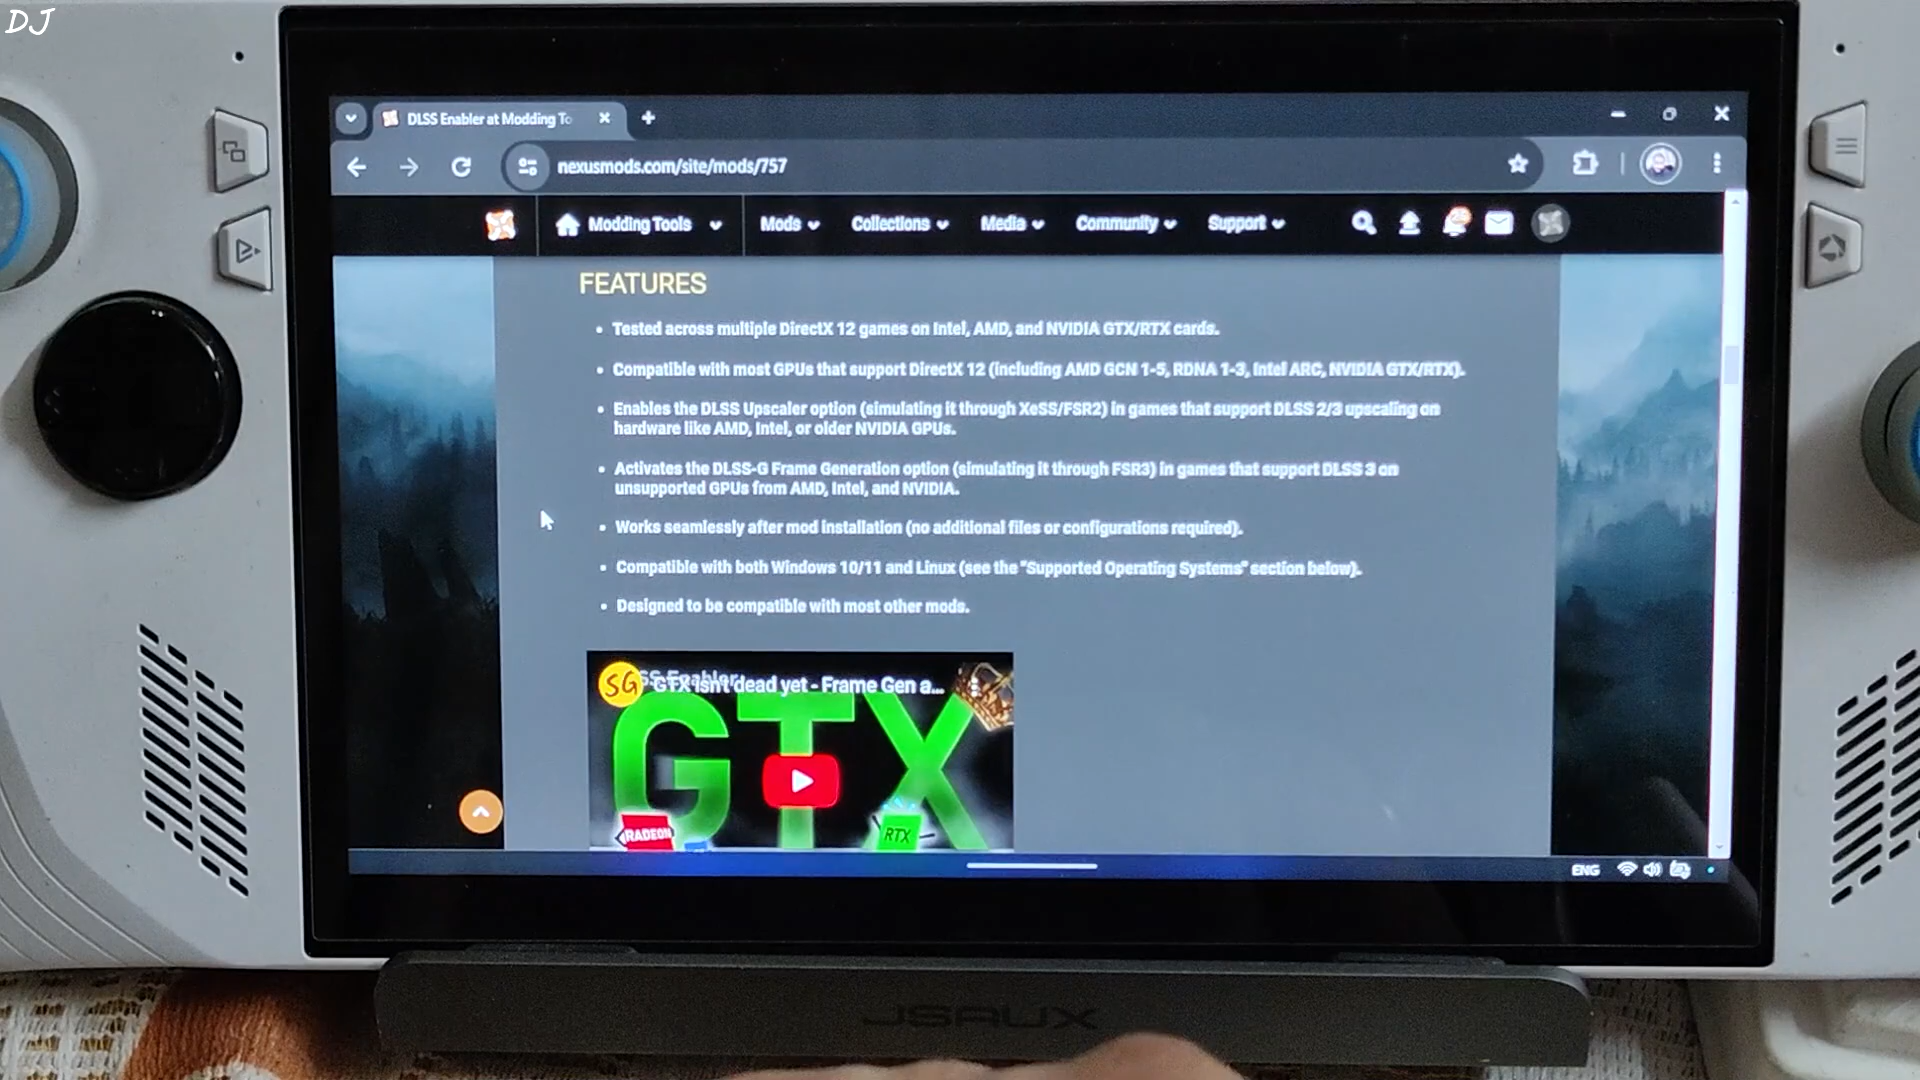 DJ
DLSS Enabler at Modding To
nexusmods.com/site/mods/757
Modding Tools
Mods
Collections
Media
Community
Support
FEATURES
Tested across multiple DirectX 12 games on Intel, AMD, and NVIDIA GTX/RTX cards.
Compatible with most GPUs that support DirectX 12 (including AMD GCN 1-5, RDNA 1-3, Intel ARC, NVIDIA GTX/RTX).
Enables the DLSS Upscaler option (simulating it through XeSS/FSR2) in games that support DLSS 2/3 upscaling on
hardware like AMD, Intel, or older NVIDIA GPUs.
Activates the DLSS-G Frame Generation option (simulating it through FSR3) in games that support DLSS 3 on
unsupported GPUs from AMD, Intel, and NVIDIA.
Works seamlessly after mod installation (no additional files or configurations required).
Compatible with both Windows 10/11 and Linux (see the "Supported Operating Systems" section below).
Designed to be compatible with most other mods.
SG
GTX isn't dead yet - Frame Gen a...
GTX
RADEON
RTX
ENG
JSAUX